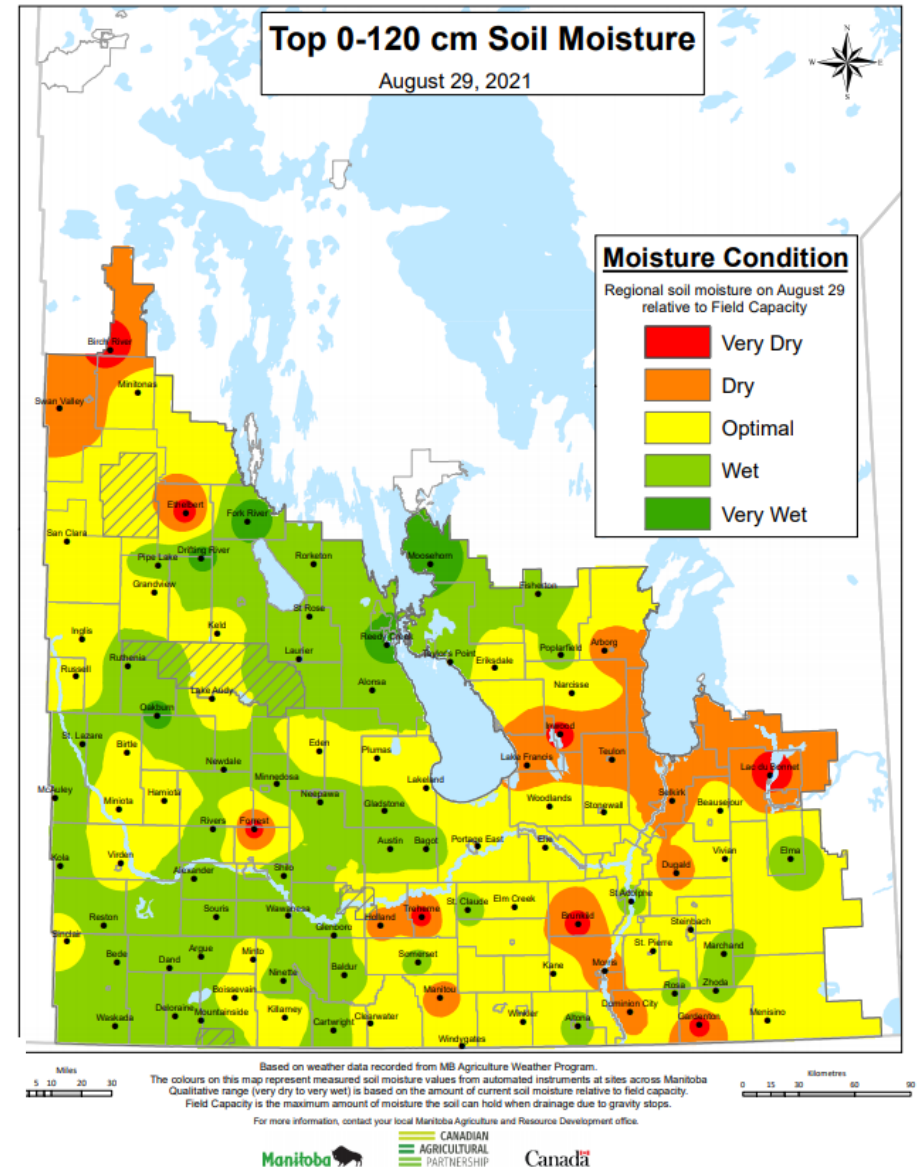 Top 0-120 cm Soil Moisture
August 29, 2021
N
W E
S
Moisture Condition
Regional soil moisture on August 29
relative to Field Capacity
Very Dry
Dry
Optimal
Wet
Very Wet
Birch River
Minitonas
Swan Valley
Ethelbert
Fork River
San Clara
Drifting River
Pipe Lake
Rorketon
Moosehorn
Grandview
Fisherton
St Rose
Inglis
Keld
Reedy Creek
Arborg
Ruthenia
Laurier
Taylor's Point
Eriksdale
Poplarfield
Russell
Lake Audy
Alonsa
Narcisse
Oakburn
St. Lazare
Birtle
Eden
Plumas
Inwood
Lake Francis
Teulon
Newdale
Lac du Bonnet
Minnedosa
Lakeland
McAuley
Miniota
Hamiota
Neepawa
Gladstone
Woodlands
Stonewall
Selkirk
Beausejour
Rivers
Forrest
Austin
Bagot
Portage East
Elie
Kola
Virden
Vivian
Elma
Alexander
Shilo
Dugald
St Adolphe
Reston
Souris
Wawanesa
Holland
Treherne
St. Claude
Elm Creek
Brunkild
Steinbach
Sinclair
Glenboro
St. Pierre
Marchand
Bede
Dand
Argue
Minto
Ninette
Baldur
Somerset
Kane
Morris
Rosa
Zhoda
Boissevain
Manitou
Dominion City
Waskada
Deloraine
Mountainside
Killarney
Cartwright
Clearwater
Winkler
Altona
Gardenton
Menisino
Windygates
Miles
5 10 20 30
Kilometres
0 15 30 60 90
Based on weather data recorded from MB Agriculture Weather Program.
The colours on this map represent measured soil moisture values from automated instruments at sites across Manitoba
Qualitative range (very dry to very wet) is based on the amount of current soil moisture relative to field capacity.
Field Capacity is the maximum amount of moisture the soil can hold when drainage due to gravity stops.
For more information, contact your local Manitoba Agriculture and Resource Development office.
Manitoba
CANADIAN
AGRICULTURAL
PARTNERSHIP
Canada